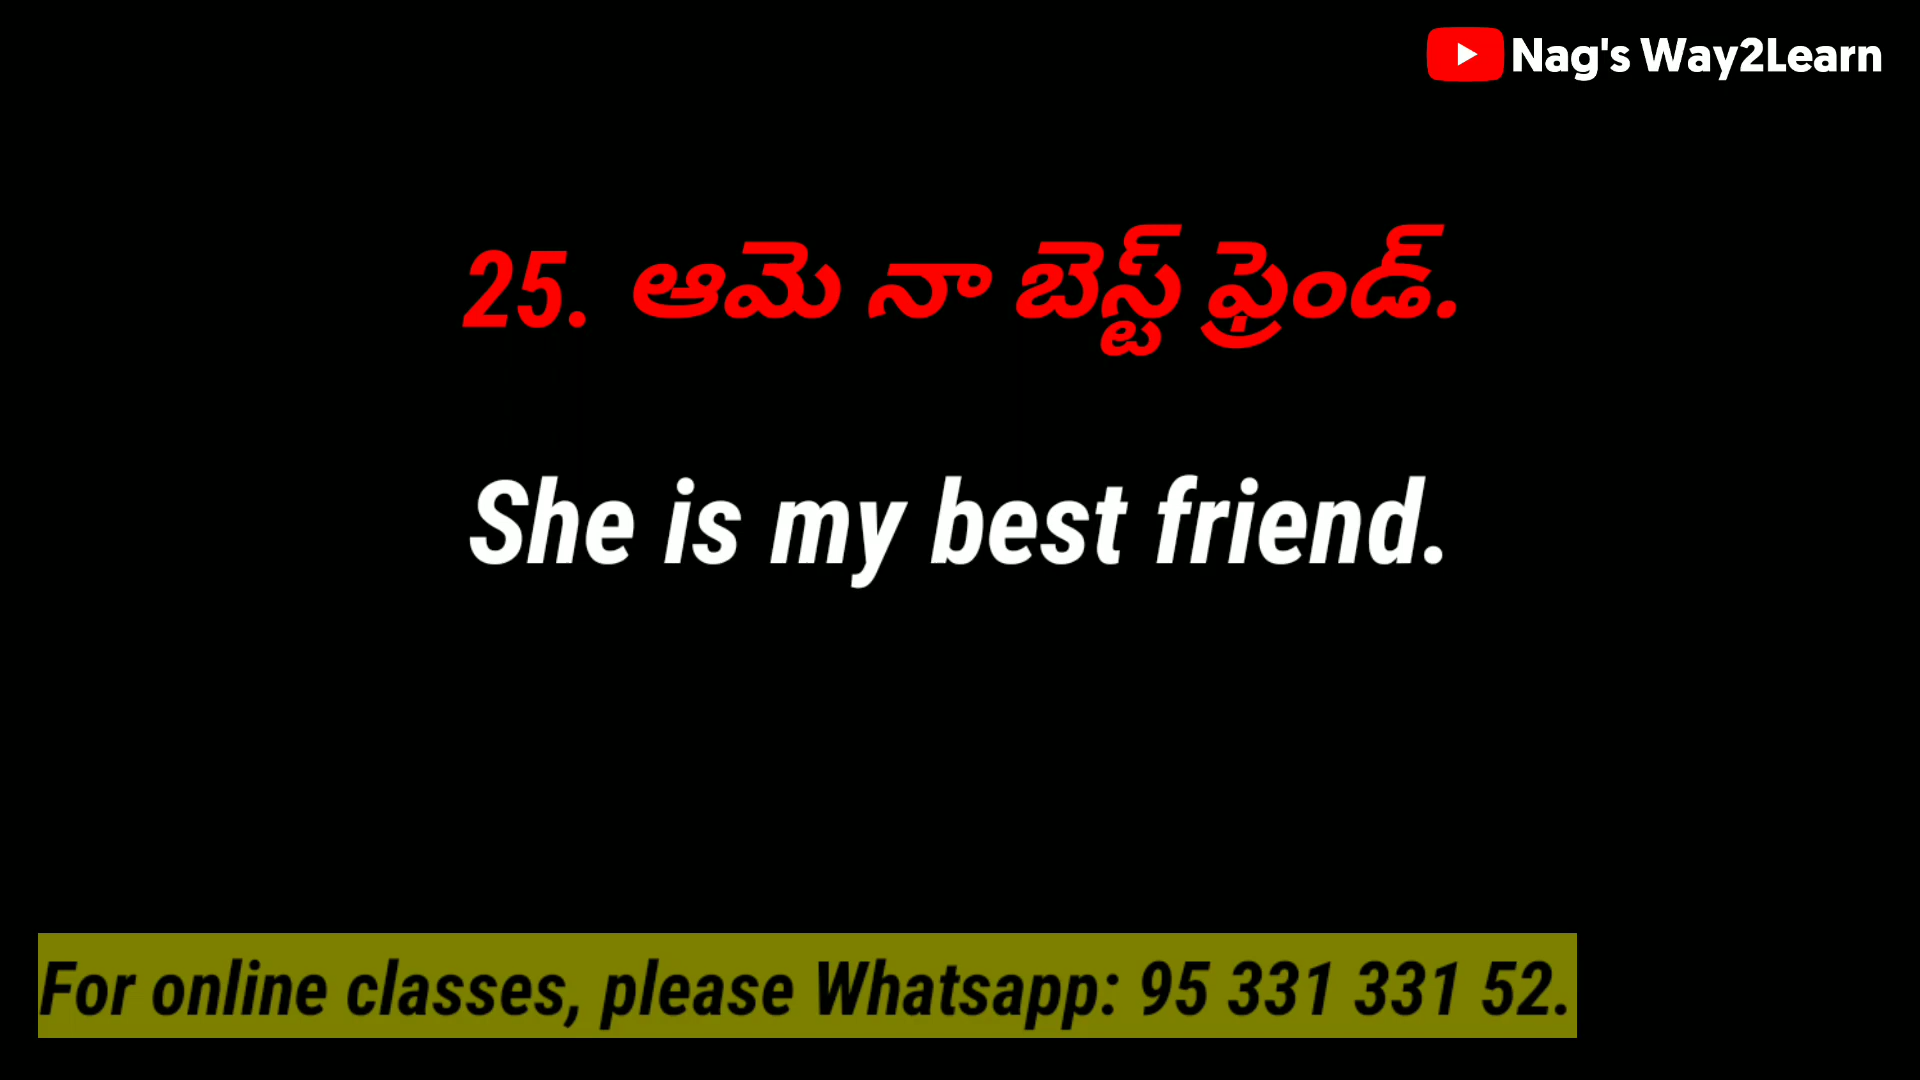 Nag's Way2Learn
25. ఆమె నా బెస్ట్ ఫ్రెండ్.
She is my best friend.
For online classes, please Whatsapp: 95 331 331 52.